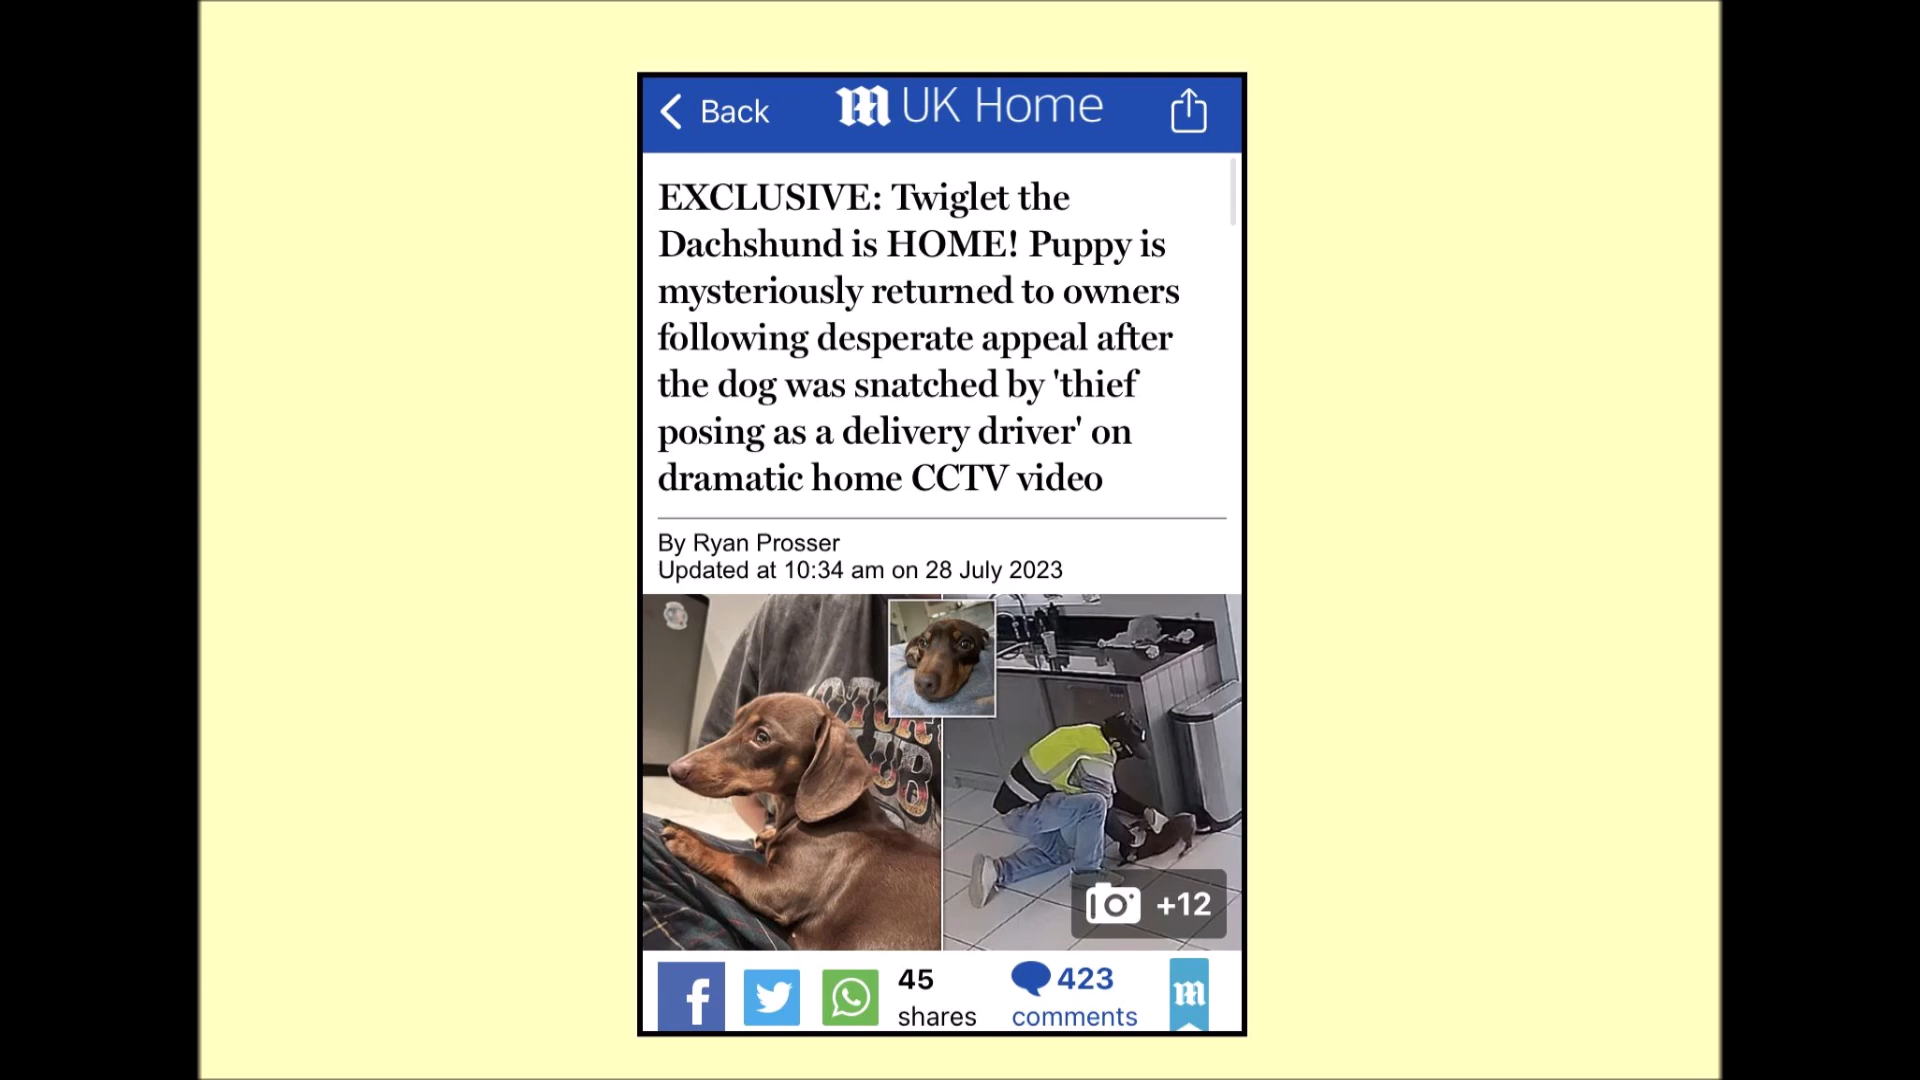 Back
UK Home
EXCLUSIVE: Twiglet the
Dachshund is HOME! Puppy is
mysteriously returned to owners
following desperate appeal after
the dog was snatched by 'thief
posing as a delivery driver' on
dramatic home CCTV video
By Ryan Prosser
Updated at 10:34 am on 28 July 2023
+12
45
shares
423
comments